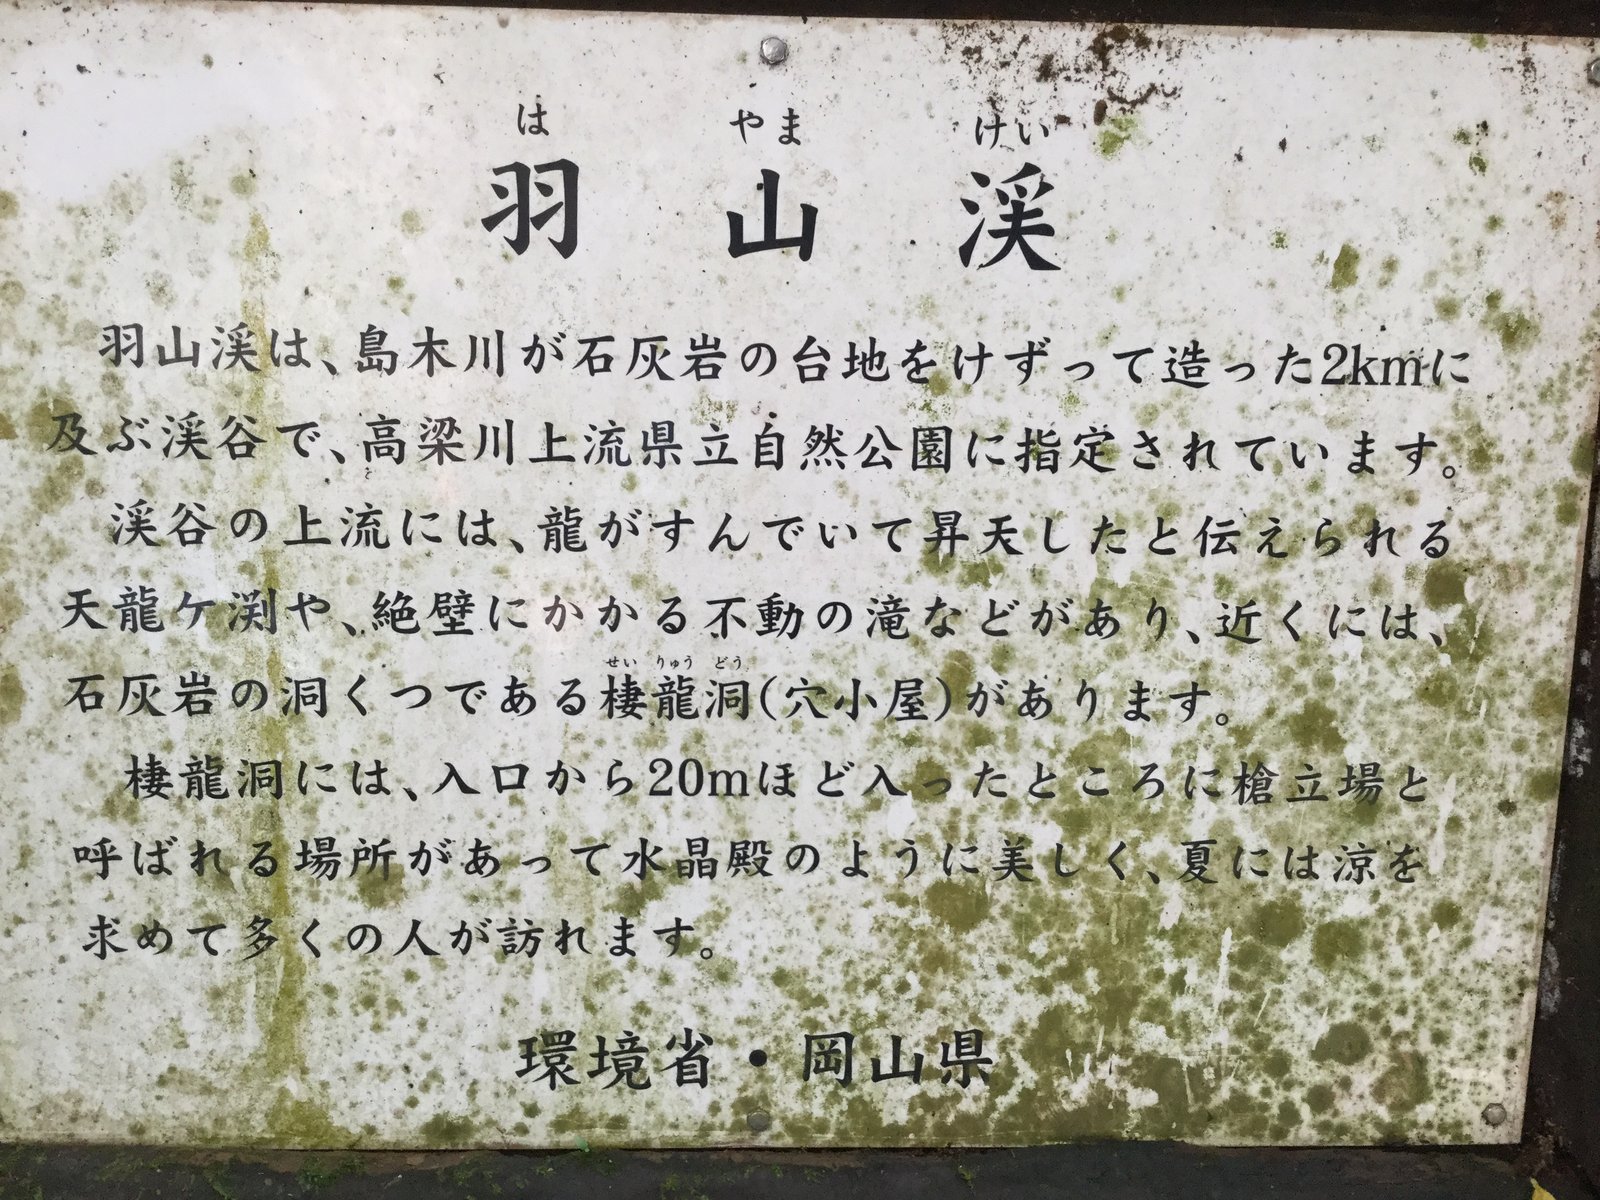 は やま けい
羽山渓
羽山渓は、島木川が石灰岩の台地をけずって造った2kmに
及ぶ渓谷で、高梁川上流県立自然公園に指定されています。
渓谷の上流には、龍がすんでいて昇天したと伝えられる
天龍ケ渕や、絶壁にかかる不動の滝などがあり、近くには、
せい りゅう どう
石灰岩の洞くつである棲龍洞(穴小屋)があります。
棲龍洞には、入口から20mほど入ったところに槍立場と
呼ばれる場所があって水晶殿のように美しく、夏には涼を
求めて多くの人が訪れます。
環境省・岡山県